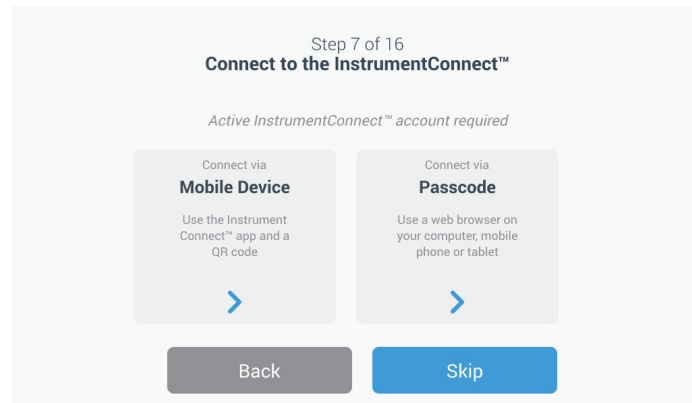 Step 7 of 16
Connect to the InstrumentConnect™
Active InstrumentConnect™ account required
Connect via
Mobile Device
Use the Instrument
Connect™ app and a
QR code
Connect via
Passcode
Use a web browser on
your computer, mobile
phone or tablet
Back
Skip